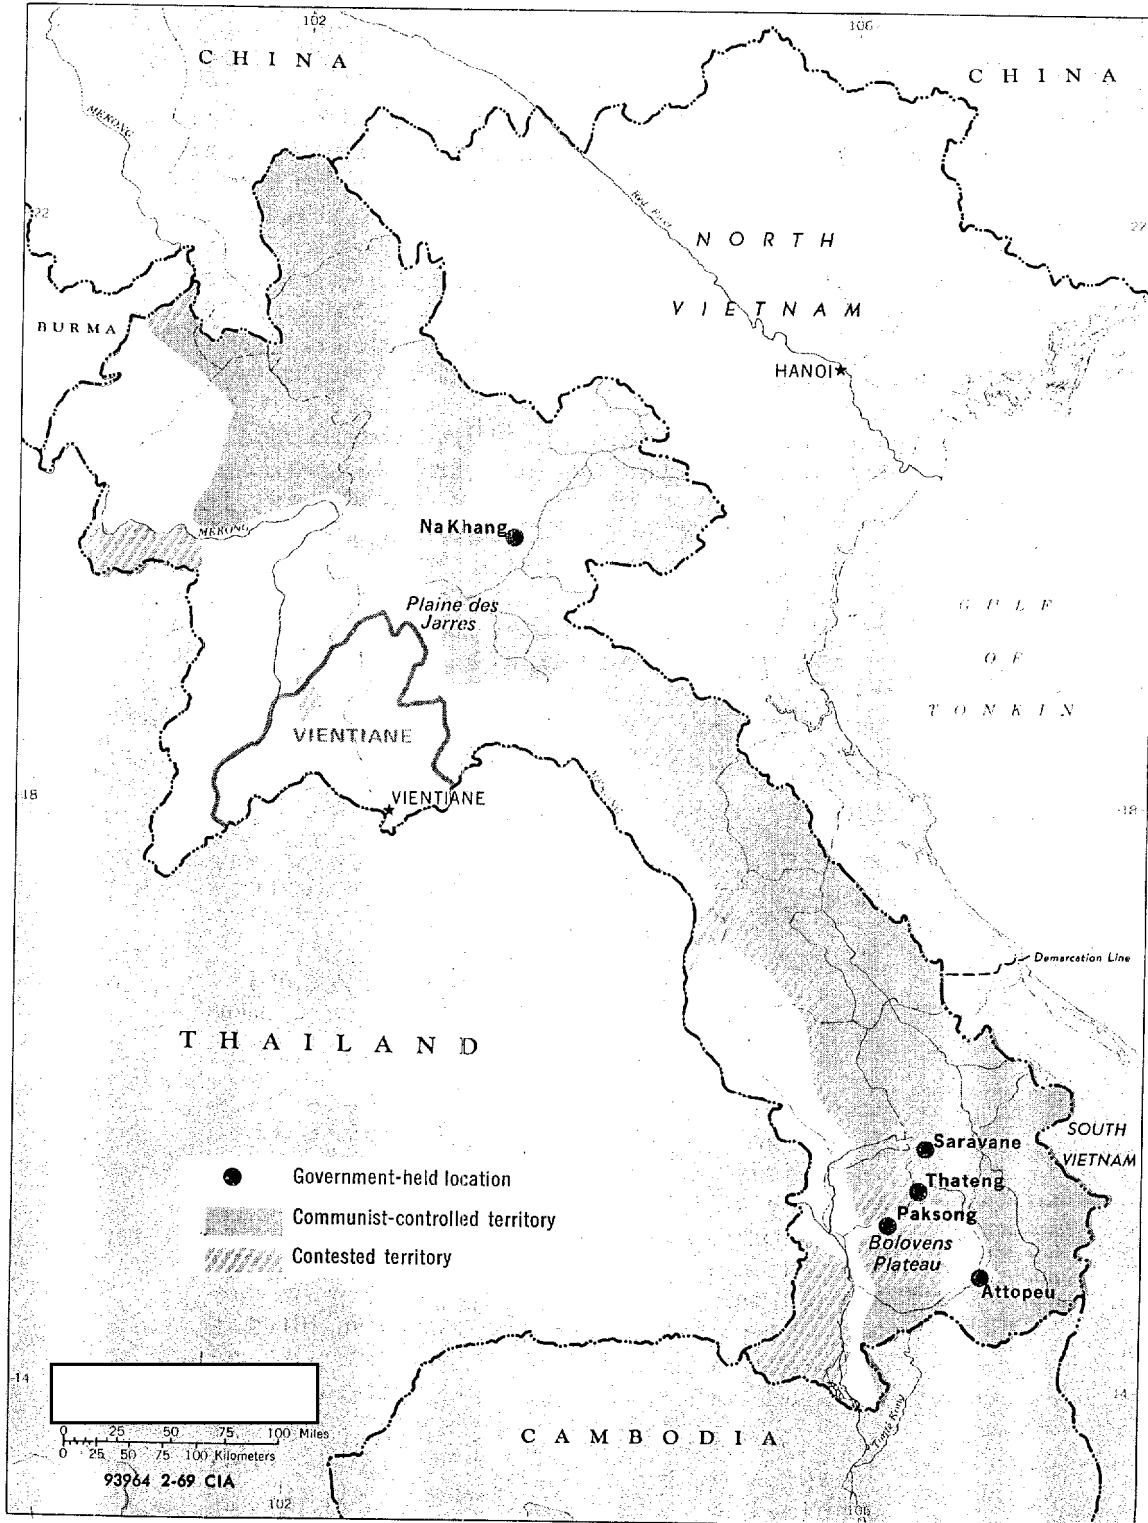 102
106
CHINA
CHINA
MEKONG
Red River
22
22
NORTH
VIETNAM
BURMA
HANOI
Na Khang
MEKONG
Plaine des
Jarres
GULF
OF
TONKIN
VIENTIANE
VIENTIANE
18
18
Demarcation Line
THAILAND
SOUTH
VIETNAM
Saravane
Thateng
Paksong
Bolovens
Plateau
Attopeu
Government-held location
Communist-controlled territory
Contested territory
14
14
0 25 50 75 100 Miles
0 25 50 75 100 Kilometers
93964 2-69 CIA
CAMBODIA
Tonle Kong
102
106